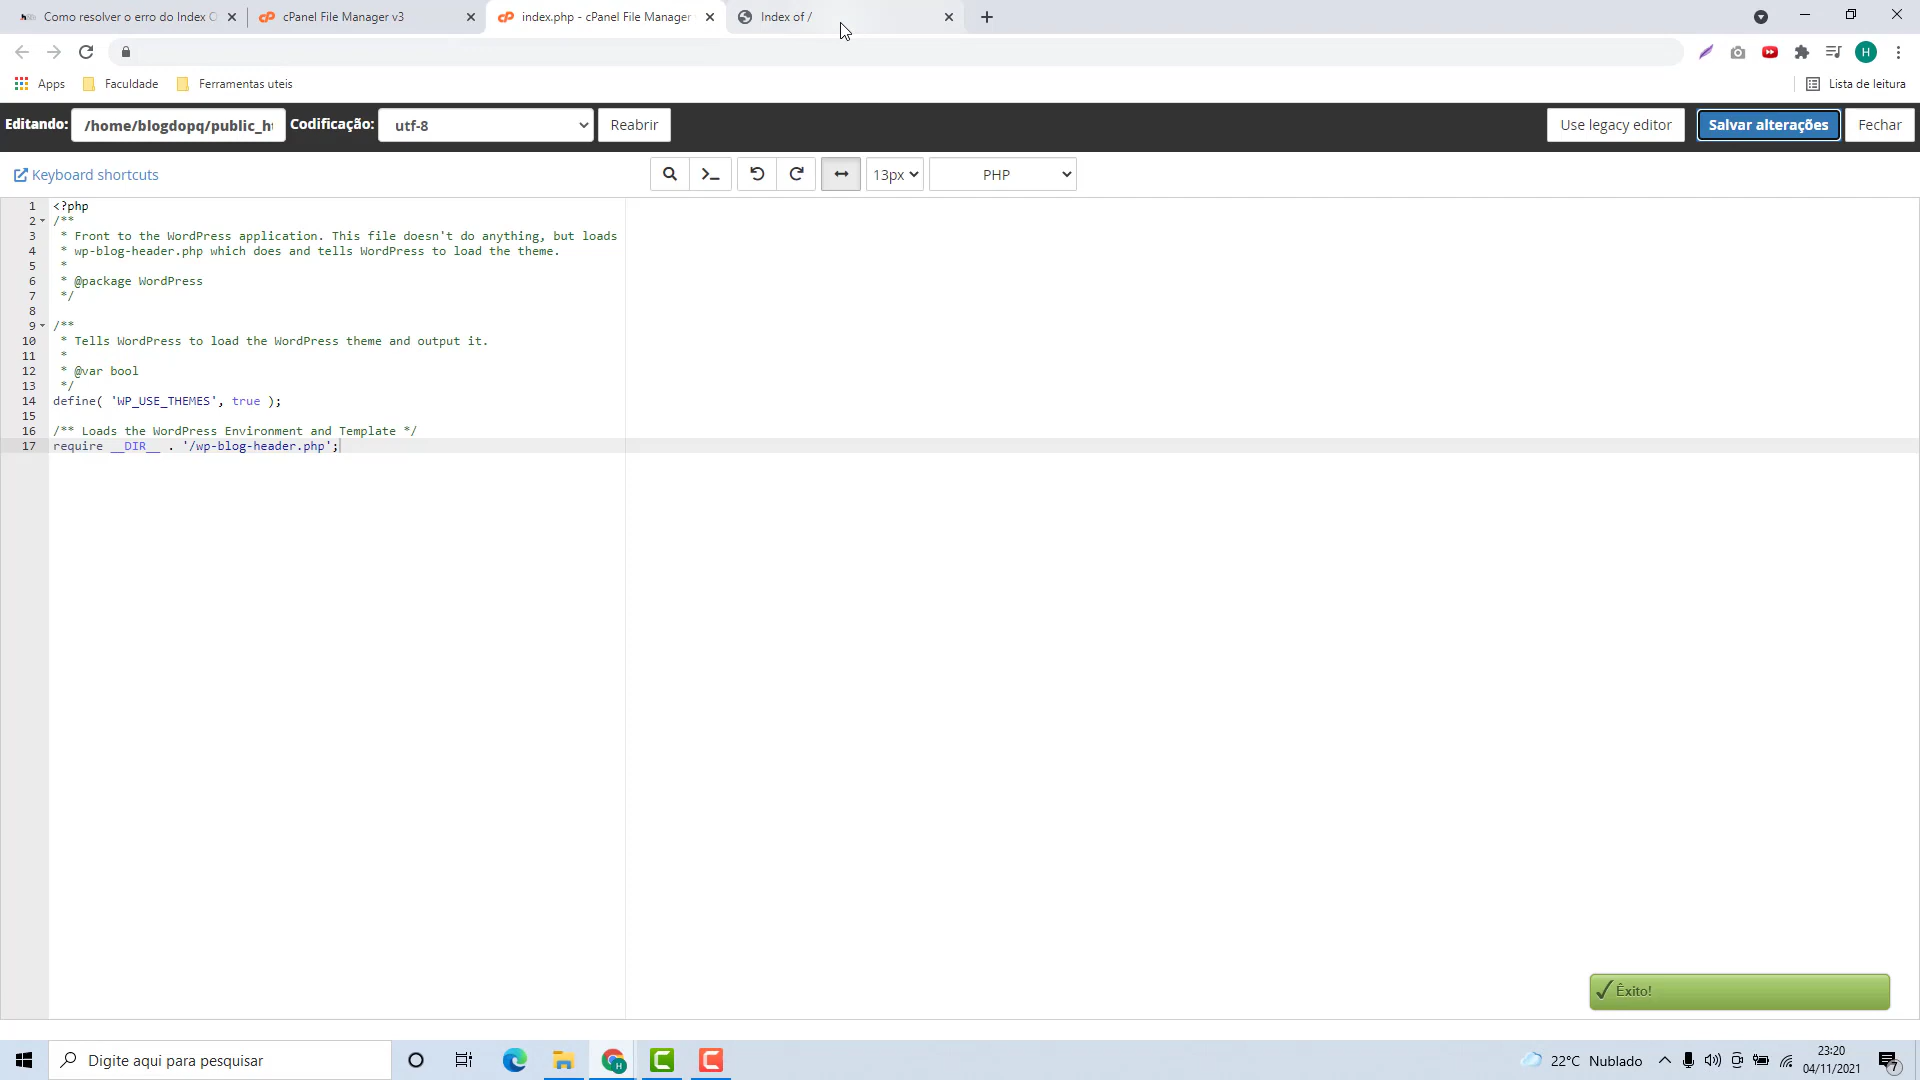 Como resolver o erro do Index O
cPanel File Manager v3
index.php - cPanel File Manager
Index of /
Apps
Faculdade
Ferramentas uteis
H
Lista de leitura
Editando:
/home/blogdopq/public_ht
Codificação:
utf-8
Reabrir
Use legacy editor
Salvar alterações
Fechar
Keyboard shortcuts
13px
PHP
1 <?php
2 /**
3 * Front to the WordPress application. This file doesn't do anything, but loads
4 * wp-blog-header.php which does and tells WordPress to load the theme.
5 *
6 * @package WordPress
7 */
8
9 /**
10 * Tells WordPress to load the WordPress theme and output it.
11 *
12 * @var bool
13 */
14 define( 'WP_USE_THEMES', true );
15
16 /** Loads the WordPress Environment and Template */
17 require __DIR__ . '/wp-blog-header.php';
Êxito!
Digite aqui para pesquisar
22°C Nublado
23:20
04/11/2021
7